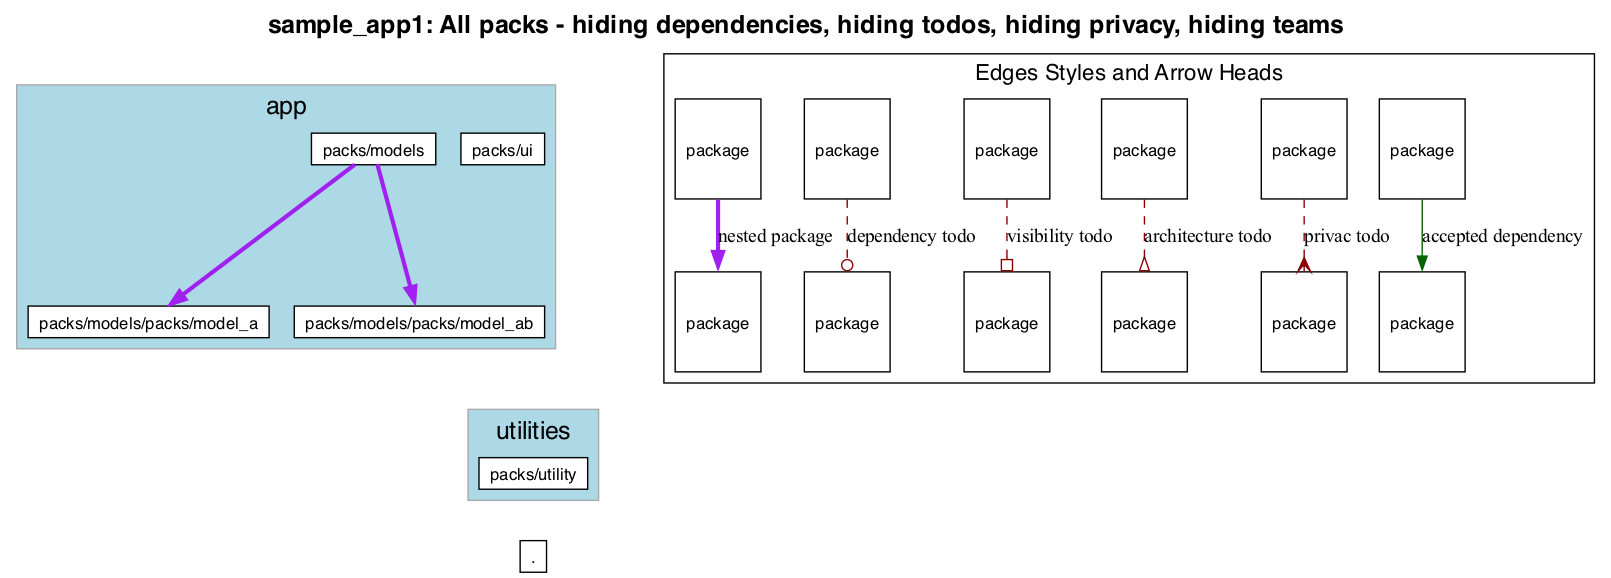 sample_app1: All packs - hiding dependencies, hiding todos, hiding privacy, hiding teams
app
packs/models
packs/ui
packs/models/packs/model_a
packs/models/packs/model_ab
utilities
packs/utility
.
Edges Styles and Arrow Heads
package
package
package
package
package
package
nested package
dependency todo
visibility todo
architecture todo
privac todo
accepted dependency
package
package
package
package
package
package